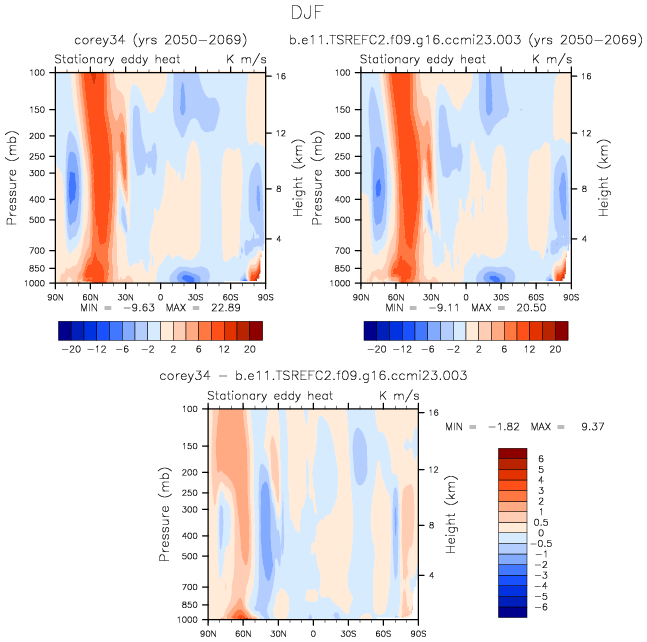 DJF
corey34 (yrs 2050-2069)
b.e11.TSREFC2.f09.g16.ccmi23.003 (yrs 2050-2069)
Stationary eddy heat K m/s
Stationary eddy heat K m/s
Pressure (mb)
100
150
200
250
300
400
500
700
850
1000
16
12
8
4
Height (km)
90N 60N 30N 0 30S 60S 90S
MIN = -9.63 MAX = 22.89
-20 -12 -6 -2 2 6 12 20
Pressure (mb)
100
150
200
250
300
400
500
700
850
1000
16
12
8
4
Height (km)
90N 60N 30N 0 30S 60S 90S
MIN = -9.11 MAX = 20.50
-20 -12 -6 -2 2 6 12 20
corey34 - b.e11.TSREFC2.f09.g16.ccmi23.003
Stationary eddy heat K m/s
Pressure (mb)
100
150
200
250
300
400
500
700
850
1000
16
12
8
4
Height (km)
90N 60N 30N 0 30S 60S 90S
MIN = -1.82 MAX = 9.37
6
5
4
3
2
1
0.5
0
-0.5
-1
-2
-3
-4
-5
-6